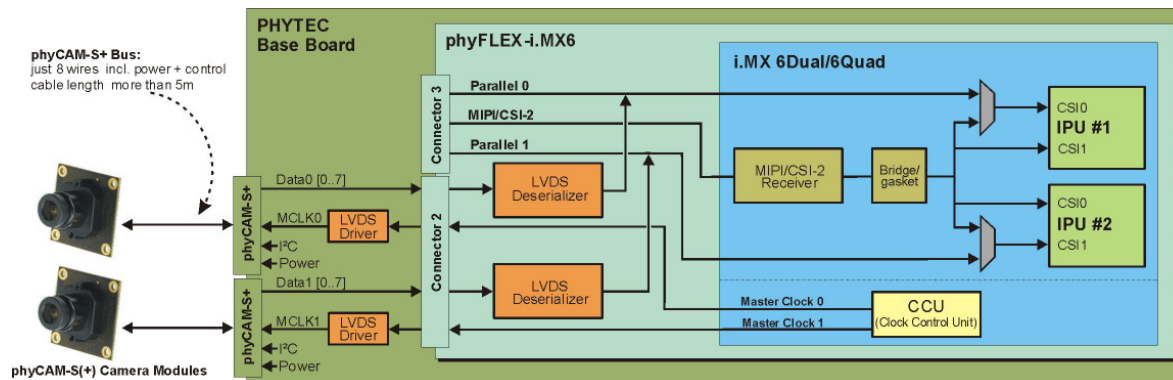 PHYTEC
Base Board
phyFLEX-i.MX6
i.MX 6Dual/6Quad
phyCAM-S+ Bus:
just 8 wires incl. power + control
cable length more than 5m
Connector 3
Parallel 0
MIPI/CSI-2
Parallel 1
MIPI/CSI-2
Receiver
Bridge/
gasket
CSI0
IPU #1
CSI1
CSI0
IPU #2
CSI1
phyCAM-S+
Data0 [0..7]
MCLK0
LVDS
Driver
I²C
Power
Connector 2
LVDS
Deserializer
phyCAM-S+
Data1 [0..7]
MCLK1
LVDS
Driver
I²C
Power
LVDS
Deserializer
Master Clock 0
Master Clock 1
CCU
(Clock Control Unit)
phyCAM-S(+) Camera Modules